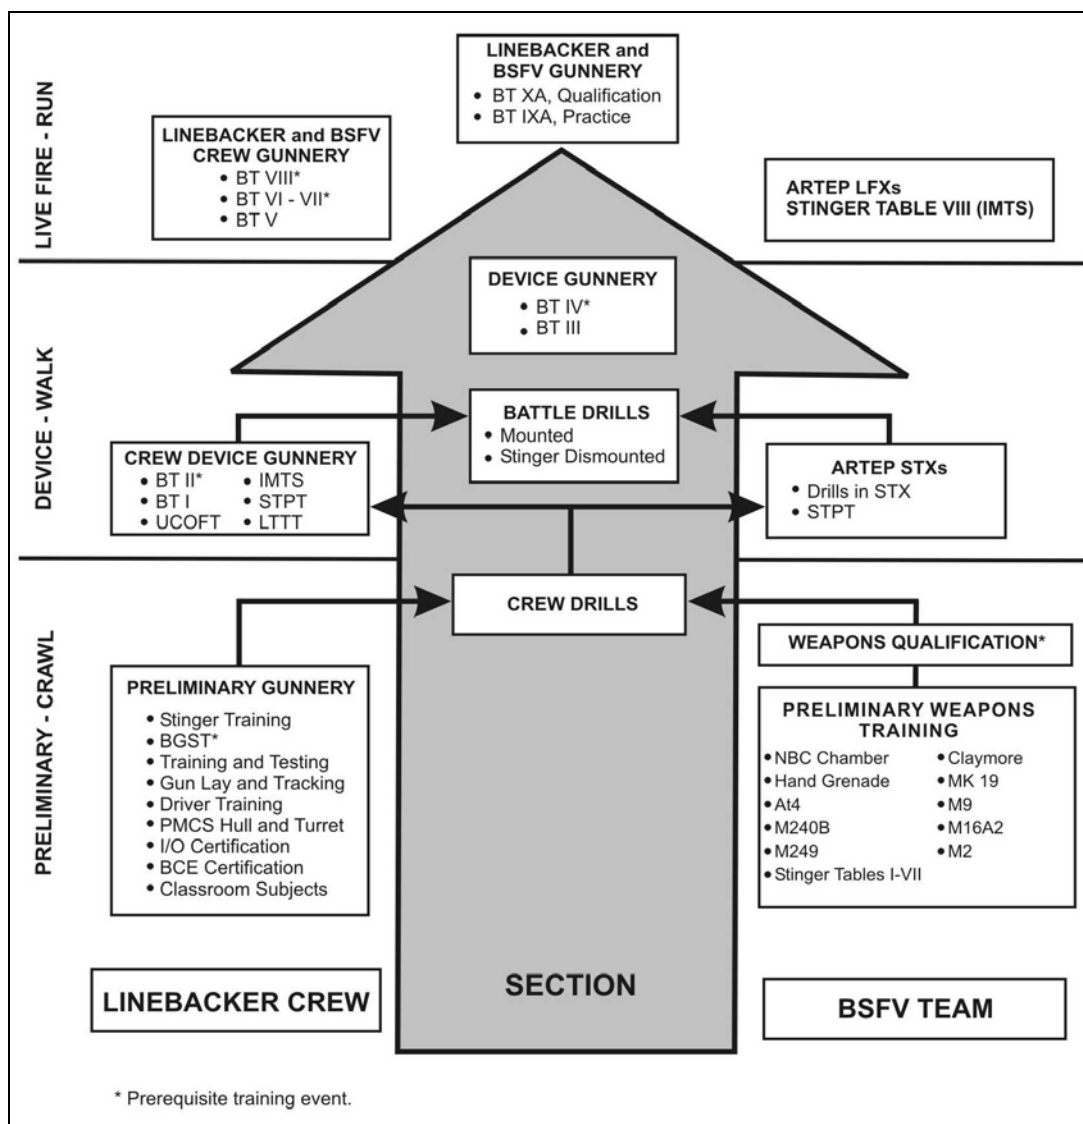 LIVE FIRE - RUN
LINEBACKER and
BSFV GUNNERY
• BT XA, Qualification
• BT IXA, Practice
LINEBACKER and BSFV
CREW GUNNERY
• BT VIII*
• BT VI - VII*
• BT V
ARTEP LFXs
STINGER TABLE VIII (IMTS)
DEVICE - WALK
DEVICE GUNNERY
• BT IV*
• BT III
BATTLE DRILLS
• Mounted
• Stinger Dismounted
CREW DEVICE GUNNERY
• BT II* • IMTS
• BT I • STPT
• UCOFT • LTTT
ARTEP STXs
• Drills in STX
• STPT
PRELIMINARY - CRAWL
CREW DRILLS
WEAPONS QUALIFICATION*
PRELIMINARY GUNNERY
• Stinger Training
• BGST*
• Training and Testing
• Gun Lay and Tracking
• Driver Training
• PMCS Hull and Turret
• I/O Certification
• BCE Certification
• Classroom Subjects
PRELIMINARY WEAPONS
TRAINING
• NBC Chamber • Claymore
• Hand Grenade • MK 19
• At4 • M9
• M240B • M16A2
• M249 • M2
• Stinger Tables I-VII
LINEBACKER CREW
SECTION
BSFV TEAM
* Prerequisite training event.